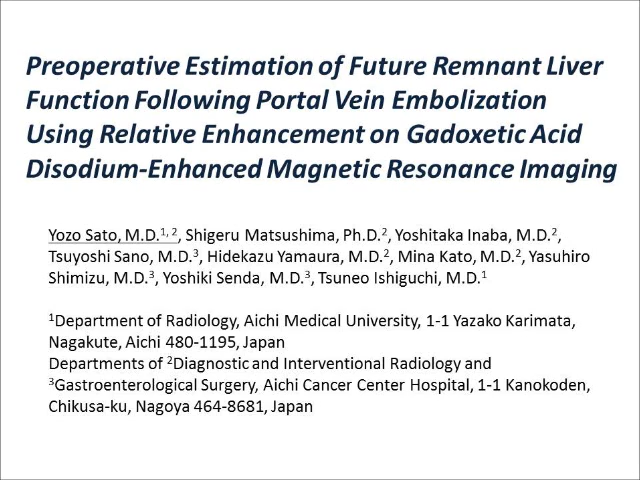 Preoperative Estimation of Future Remnant Liver
Function Following Portal Vein Embolization
Using Relative Enhancement on Gadoxetic Acid
Disodium-Enhanced Magnetic Resonance Imaging
Yozo Sato, M.D.1, 2, Shigeru Matsushima, Ph.D.2, Yoshitaka Inaba, M.D.2,
Tsuyoshi Sano, M.D.3, Hidekazu Yamaura, M.D.2, Mina Kato, M.D.2, Yasuhiro
Shimizu, M.D.3, Yoshiki Senda, M.D.3, Tsuneo Ishiguchi, M.D.1
1Department of Radiology, Aichi Medical University, 1-1 Yazako Karimata,
Nagakute, Aichi 480-1195, Japan
Departments of 2Diagnostic and Interventional Radiology and
3Gastroenterological Surgery, Aichi Cancer Center Hospital, 1-1 Kanokoden,
Chikusa-ku, Nagoya 464-8681, Japan